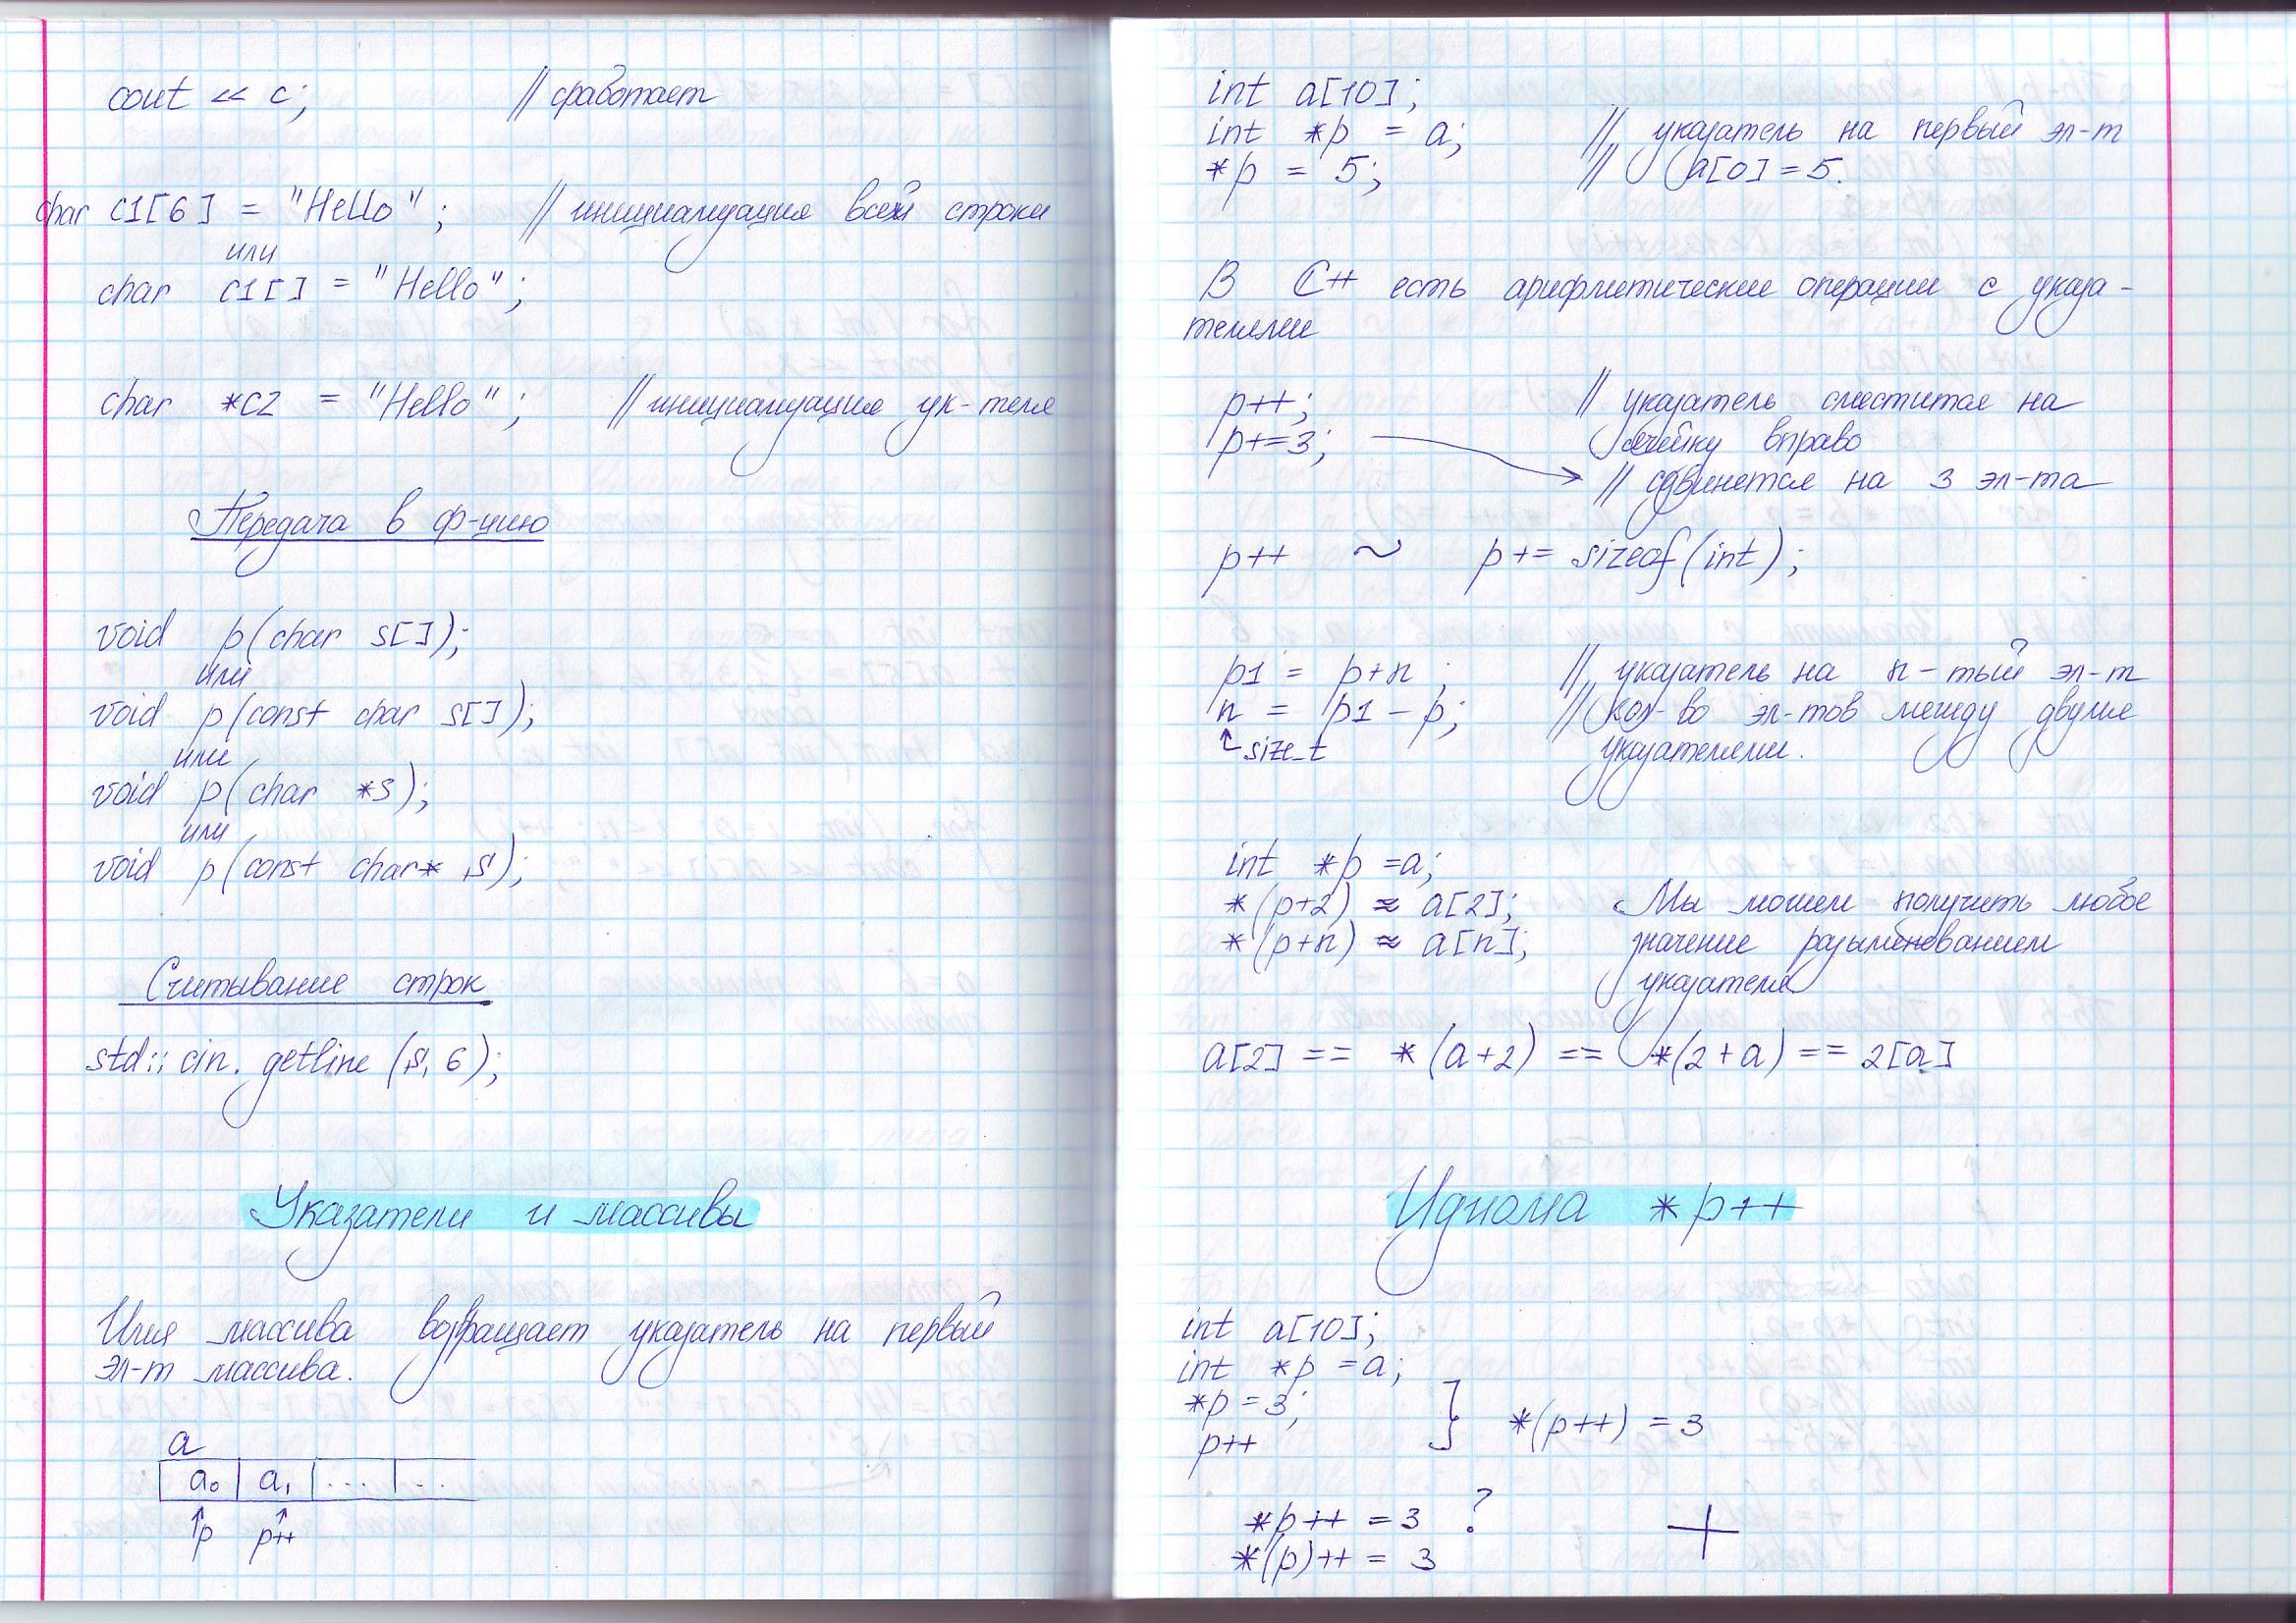 cout << c; // сработает
char c1[6] = "Hello"; // инициализация всей строки
или
char c1[] = "Hello";
char *c2 = "Hello"; // инициализация ук-теля
Передача в ф-цию
void p(char s[]);
или
void p(const char s[]);
или
void p(char *s);
или
void p(const char* s);
Считывание строк
std::cin.getline(s, 6);
Указатели и массивы
Имя массива возвращает указатель на первый
эл-т массива.
a
a₀ a₁ ... ..
p p++
int a[10];
int *p = a; // указатель на первый эл-т
*p = 5; // a[0] = 5.
В C++ есть арифметические операции с указа-
телями
p++; // указатель сместится на
p+=3; ячейку вправо
// сдвинется на 3 эл-та
p++ ~ p+= sizeof(int);
p1 = p+n; // указатель на n-тый эл-т
n = p1 - p; // кол-во эл-тов между двумя
size_t указателями.
int *p =a;
*(p+2) ≈ a[2]; Мы можем получить любое
*(p+n) ≈ a[n]; значение разыменованием
указателя
a[2] == *(a+2) == *(2+a) == 2[a]
Идиома *p++
int a[10];
int *p =a;
*p =3;
p++ } *(p++) = 3
*p++ = 3 ?
*(p)++ = 3